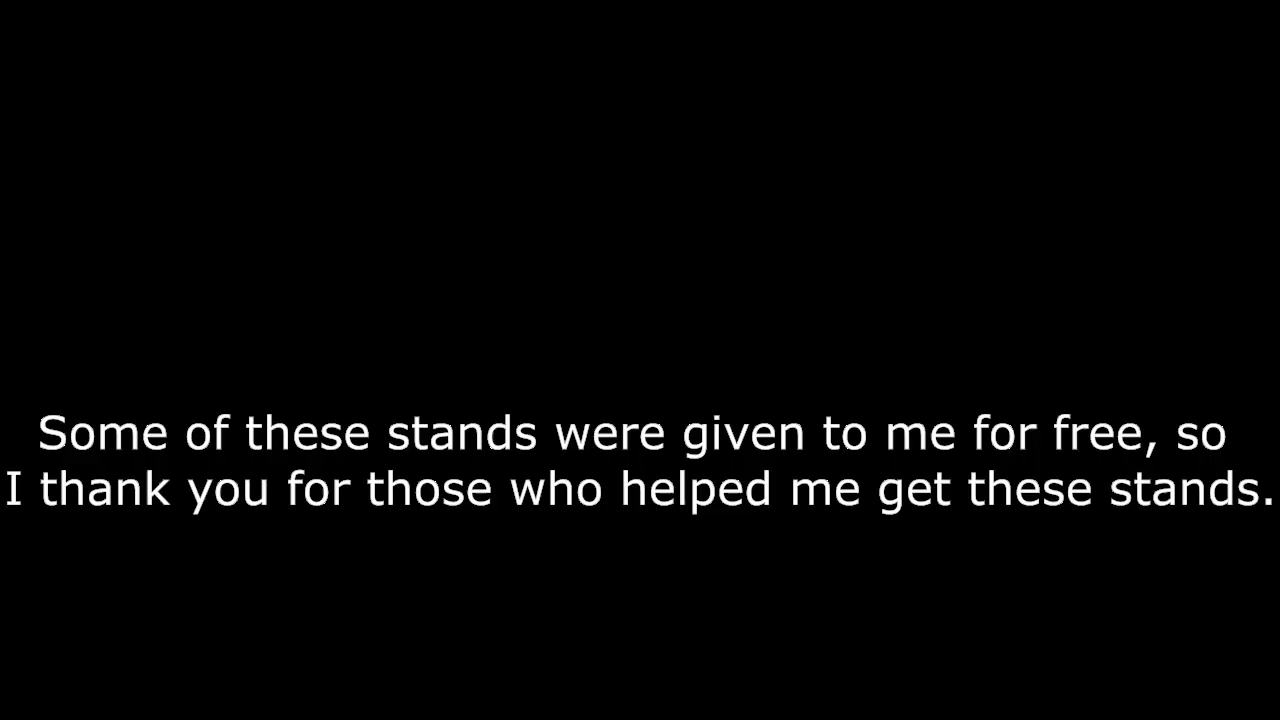 Some of these stands were given to me for free, so
I thank you for those who helped me get these stands.